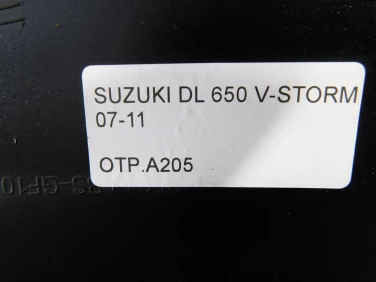 SUZUKI DL 650 V-STORM
07-11
OTP.A205